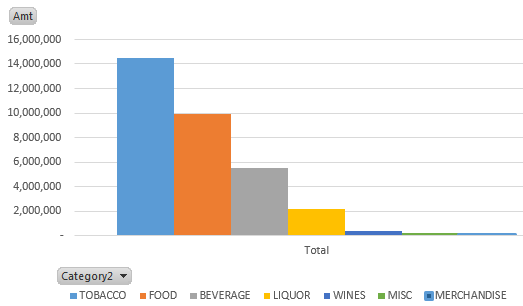 Amt
16,000,000
14,000,000
12,000,000
10,000,000
8,000,000
6,000,000
4,000,000
2,000,000
-
Total
Category2
TOBACCO FOOD BEVERAGE LIQUOR WINES MISC MERCHANDISE